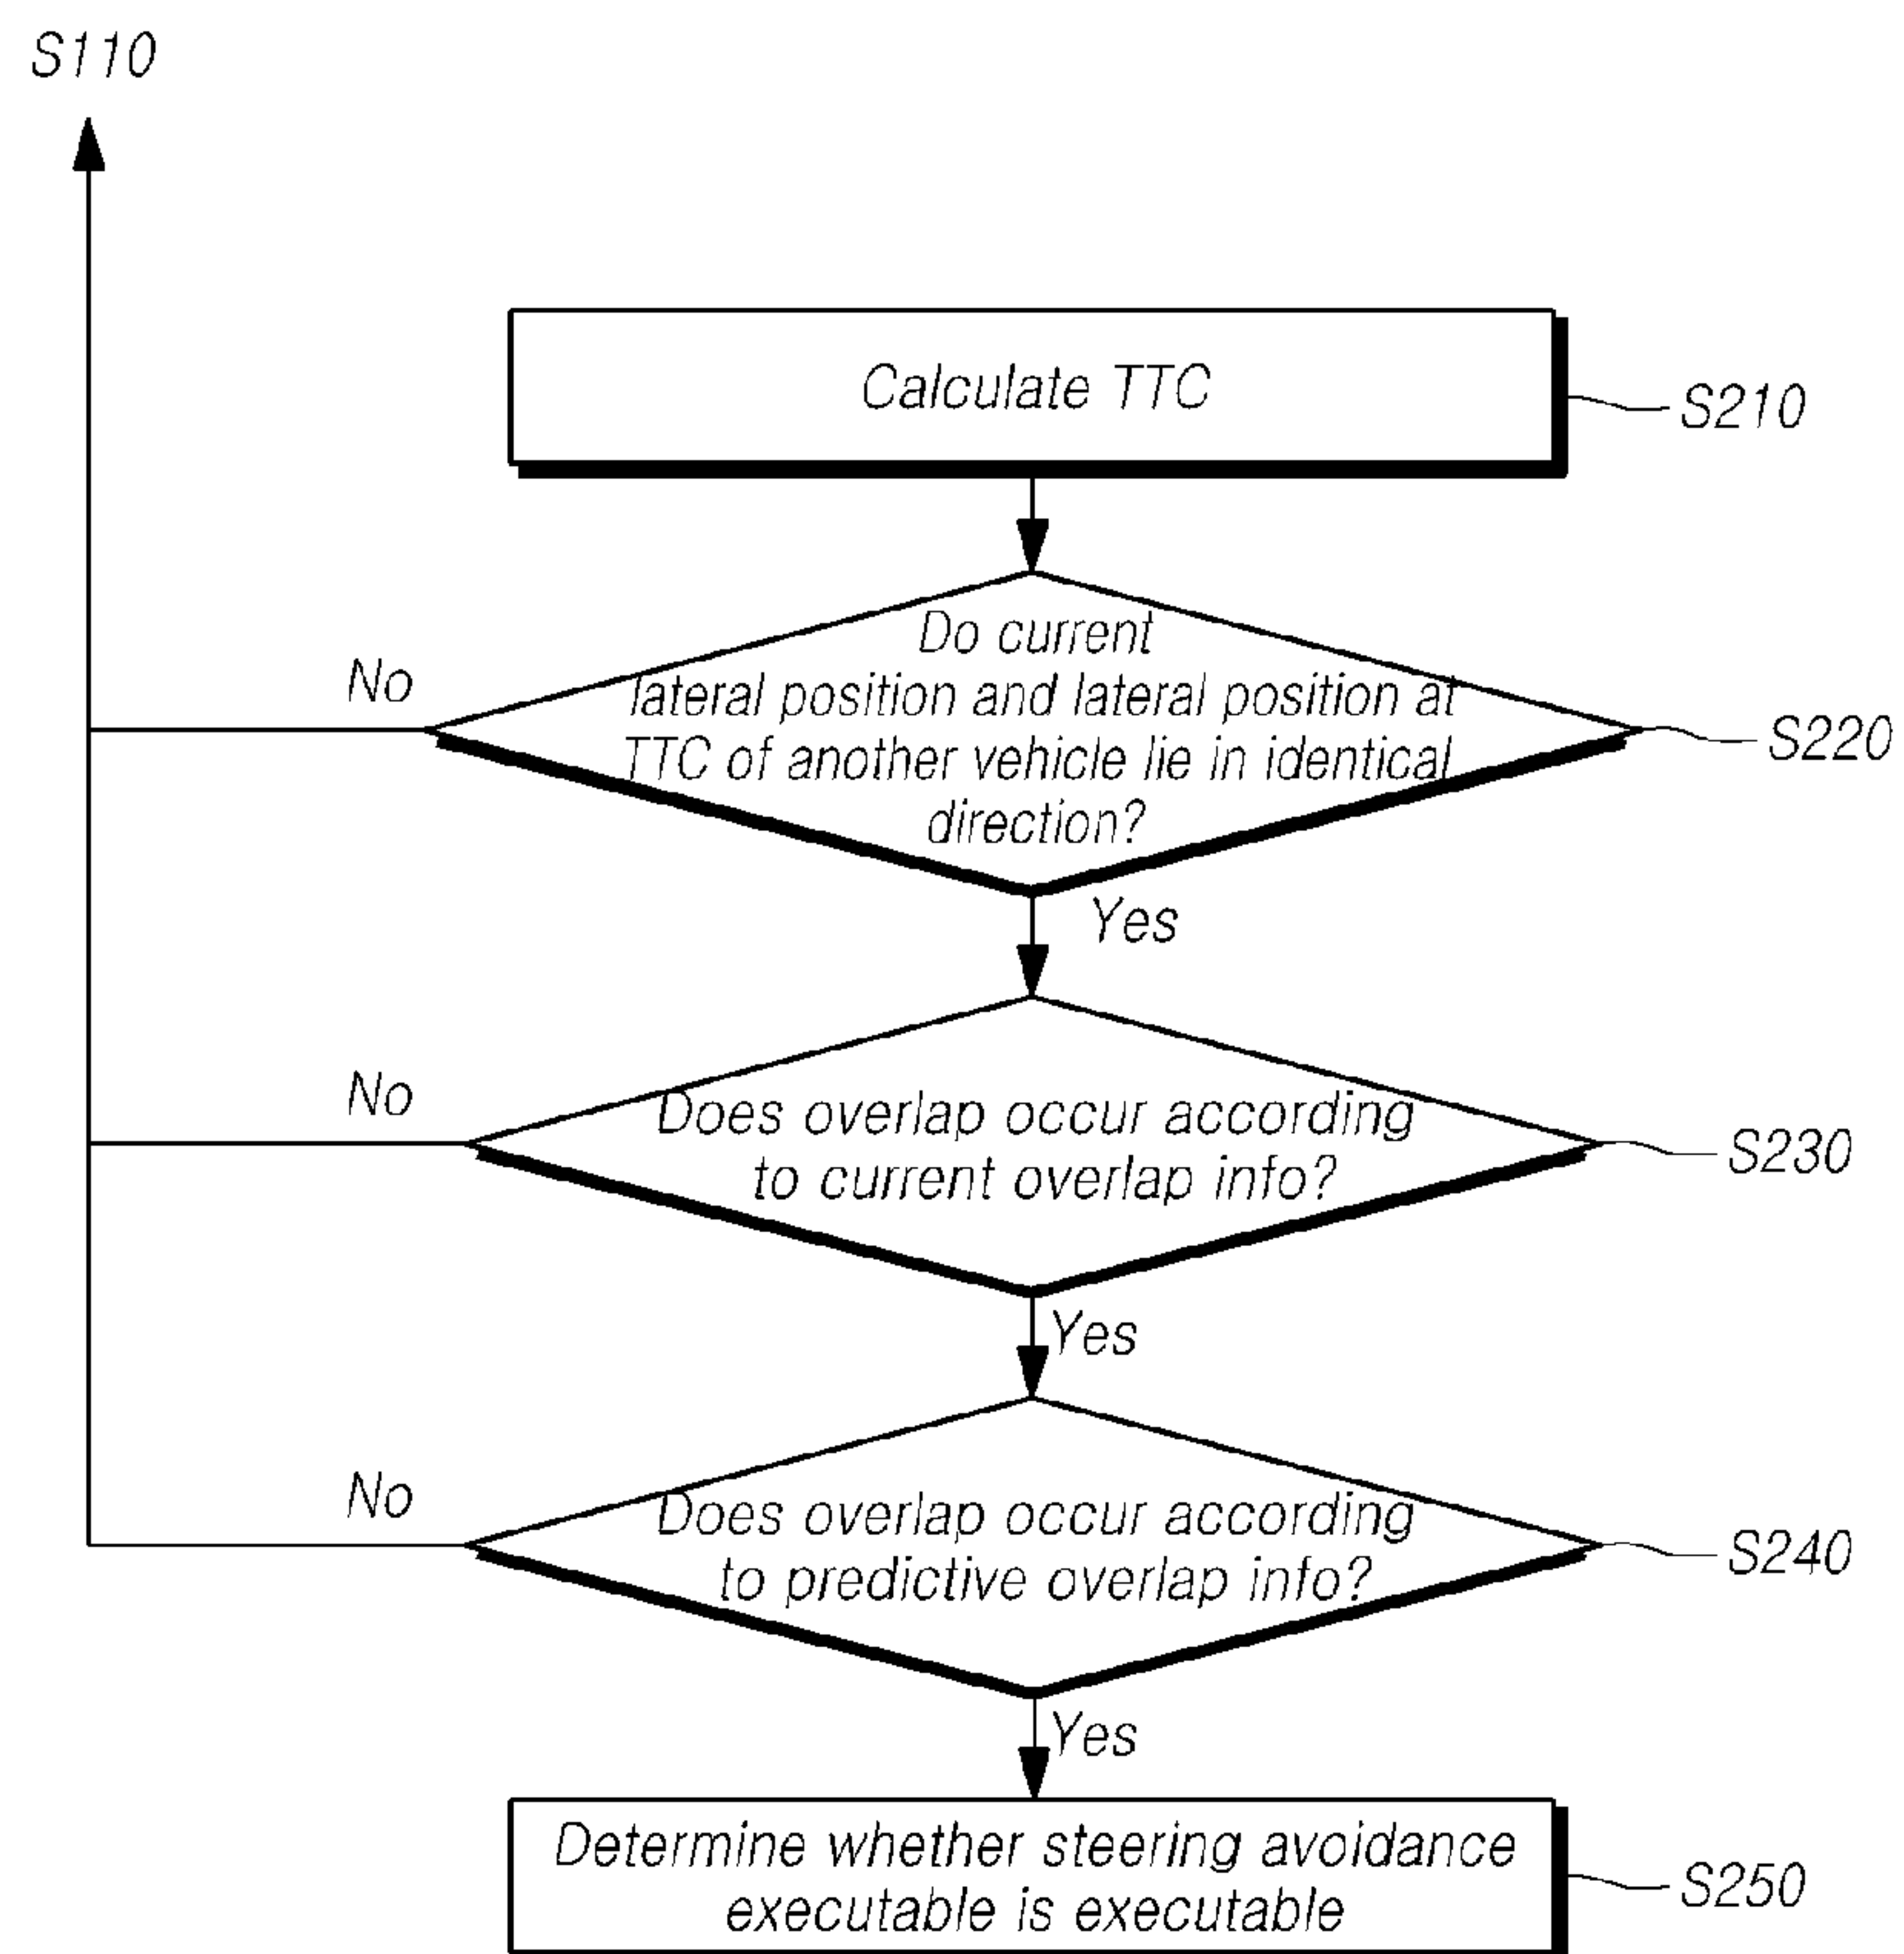 S110
Calculate TTC
S210
Do current
No
lateral position and lateral position at
TTC of another vehicle lie in identical
S220
direction?
Yes
No
Does overlap occur according
to current overlap info?
S230
Yes
No
Does overlap occur according
to predictive overlap info?
S240
Yes
Determine whether steering avoidance
executable is executable
S250